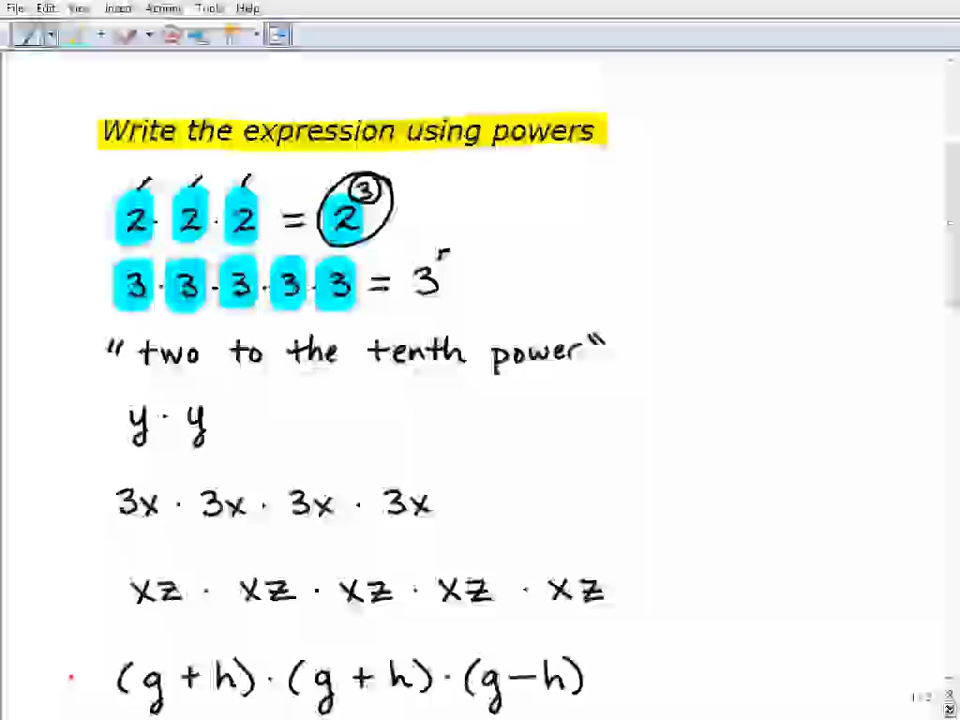 File Edit View Insert Actions Tools Help
Write the expression using powers
2 · 2 · 2 = 2³
3 · 3 · 3 · 3 · 3 = 3
"two to the tenth power"
y · y
3x · 3x · 3x · 3x
xz · xz · xz · xz · xz
(g + h) · (g + h) · (g − h)